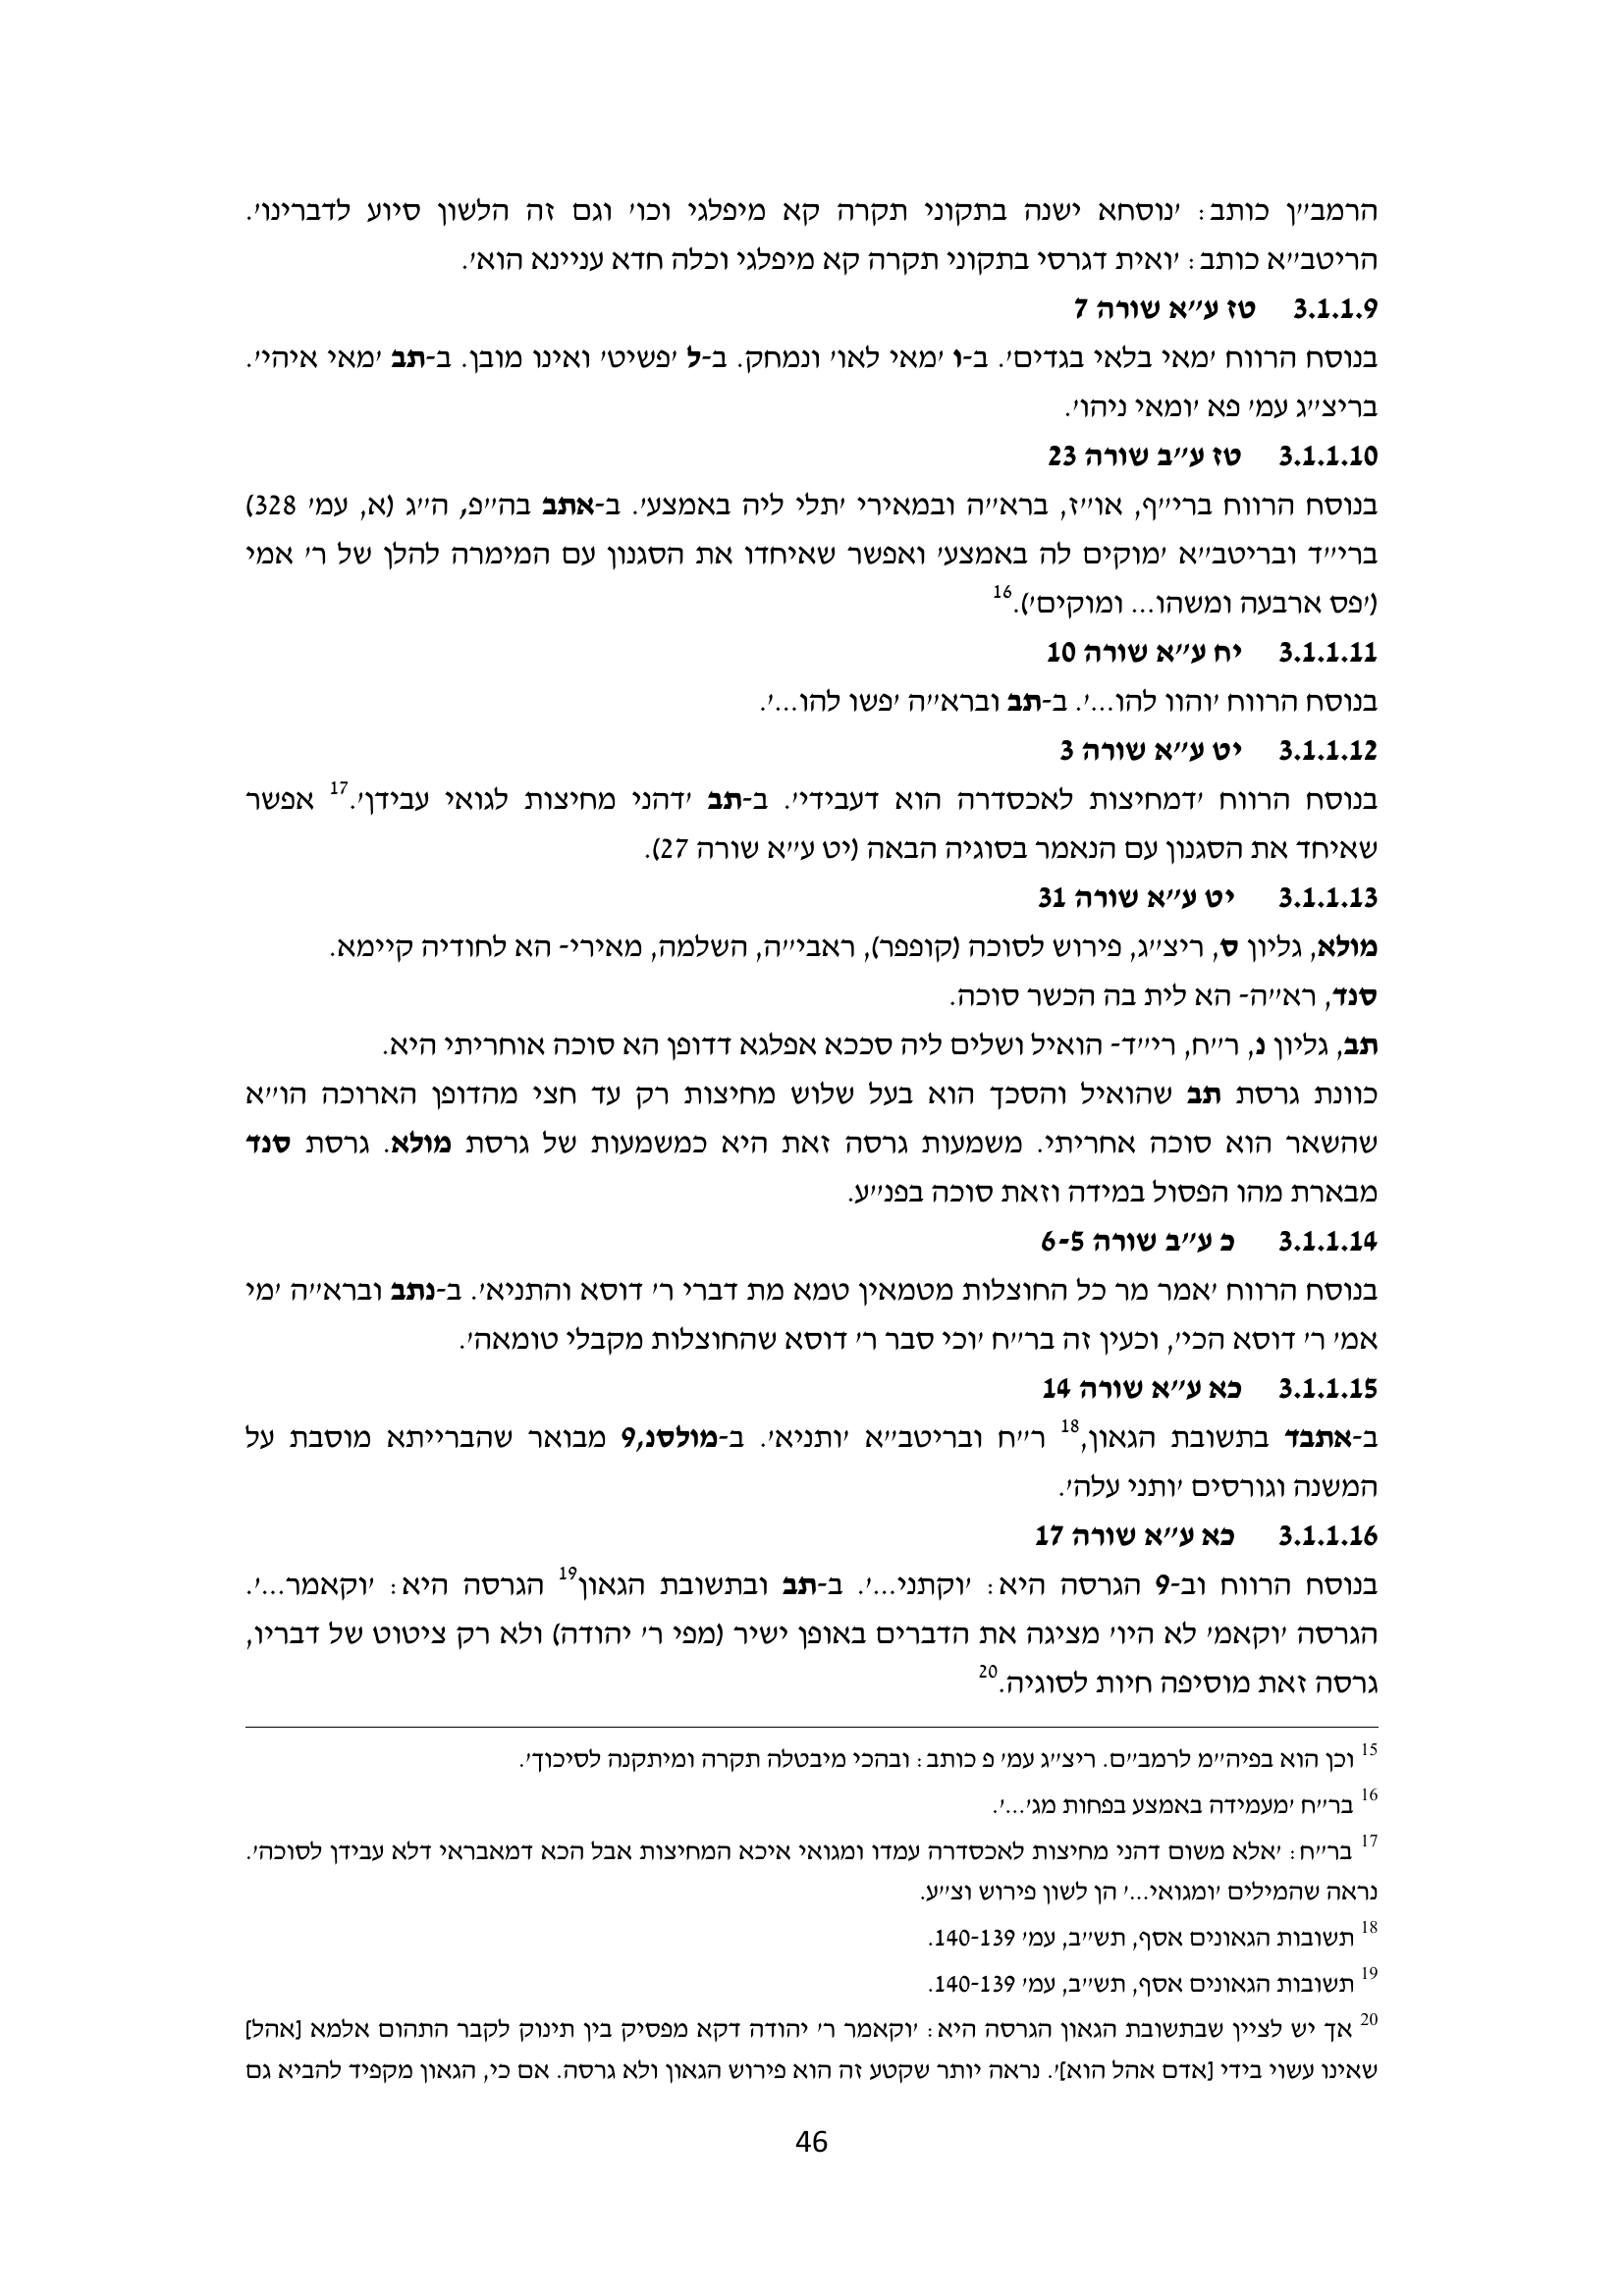 הרמב״ן כותב: ׳נוסחא ישנה בתקוני תקרה קא מיפלגי וכו׳ וגם זה הלשון סיוע לדברינו׳.
הריטב״א כותב: ׳ואית דגרסי בתקוני תקרה קא מיפלגי וכלה חדא עניינא הוא׳.
3.1.1.9 טז ע״א שורה 7
בנוסח הרווח ׳מאי בלאי בגדים׳. ב-ו ׳מאי לאו׳ ונמחק. ב-ל ׳פשיט׳ ואינו מובן. ב-תב ׳מאי איהי׳.
בריצ״ג עמ׳ פא ׳ומאי ניהו׳.
3.1.1.10 טז ע״ב שורה 23
בנוסח הרווח ברי״ף, או״ז, ברא״ה ובמאירי ׳תלי ליה באמצע׳. ב-אתב בה״פ, ה״ג (א, עמ׳ 328)
ברי״ד ובריטב״א ׳מוקים לה באמצע׳ ואפשר שאיחדו את הסגנון עם המימרה להלן של ר׳ אמי
(׳פס ארבעה ומשהו... ומוקים׳).16
3.1.1.11 יח ע״א שורה 10
בנוסח הרווח ׳והוו להו...׳. ב-תב וברא״ה ׳פשו להו...׳.
3.1.1.12 יט ע״א שורה 3
בנוסח הרווח ׳דמחיצות לאכסדרה הוא דעבידי׳. ב-תב ׳דהני מחיצות לגואי עבידן׳.17 אפשר
שאיחד את הסגנון עם הנאמר בסוגיה הבאה (יט ע״א שורה 27).
3.1.1.13 יט ע״א שורה 31
מולא, גליון ס, ריצ״ג, פירוש לסוכה (קופפר), ראבי״ה, השלמה, מאירי- הא לחודיה קיימא.
סנד, רא״ה- הא לית בה הכשר סוכה.
תב, גליון נ, ר״ח, רי״ד- הואיל ושלים ליה סככא אפלגא דדופן הא סוכה אוחריתי היא.
כוונת גרסת תב שהואיל והסכך הוא בעל שלוש מחיצות רק עד חצי מהדופן הארוכה הו״א
שהשאר הוא סוכה אחריתי. משמעות גרסה זאת היא כמשמעות של גרסת מולא. גרסת סנד
מבארת מהו הפסול במידה וזאת סוכה בפנ״ע.
3.1.1.14 כ ע״ב שורה 6-5
בנוסח הרווח ׳אמר מר כל החוצלות מטמאין טמא מת דברי ר׳ דוסא והתניא׳. ב-נתב וברא״ה ׳מי
אמ׳ ר׳ דוסא הכי׳, וכעין זה בר״ח ׳וכי סבר ר׳ דוסא שהחוצלות מקבלי טומאה׳.
3.1.1.15 כא ע״א שורה 14
ב-אתבד בתשובת הגאון,18 ר״ח ובריטב״א ׳ותניא׳. ב-מולסנ,9 מבואר שהברייתא מוסבת על
המשנה וגורסים ׳ותני עלה׳.
3.1.1.16 כא ע״א שורה 17
בנוסח הרווח וב-9 הגרסה היא: ׳וקתני...׳. ב-תב ובתשובת הגאון19 הגרסה היא: ׳וקאמר...׳.
הגרסה ׳וקאמ׳ לא היו׳ מציגה את הדברים באופן ישיר (מפי ר׳ יהודה) ולא רק ציטוט של דבריו,
גרסה זאת מוסיפה חיות לסוגיה.20
15 וכן הוא בפיה״מ לרמב״ם. ריצ״ג עמ׳ פ כותב: ובהכי מיבטלה תקרה ומיתקנה לסיכוך׳.
16 בר״ח ׳מעמידה באמצע בפחות מג׳...׳.
17 בר״ח: ׳אלא משום דהני מחיצות לאכסדרה עמדו ומגואי איכא המחיצות אבל הכא דמאבראי דלא עבידן לסוכה׳.
נראה שהמילים ׳ומגואי...׳ הן לשון פירוש וצ״ע.
18 תשובות הגאונים אסף, תש״ב, עמ׳ 140-139.
19 תשובות הגאונים אסף, תש״ב, עמ׳ 140-139.
20 אך יש לציין שבתשובת הגאון הגרסה היא: ׳וקאמר ר׳ יהודה דקא מפסיק בין תינוק לקבר התהום אלמא [אהל]
שאינו עשוי בידי [אדם אהל הוא]׳. נראה יותר שקטע זה הוא פירוש הגאון ולא גרסה. אם כי, הגאון מקפיד להביא גם
46